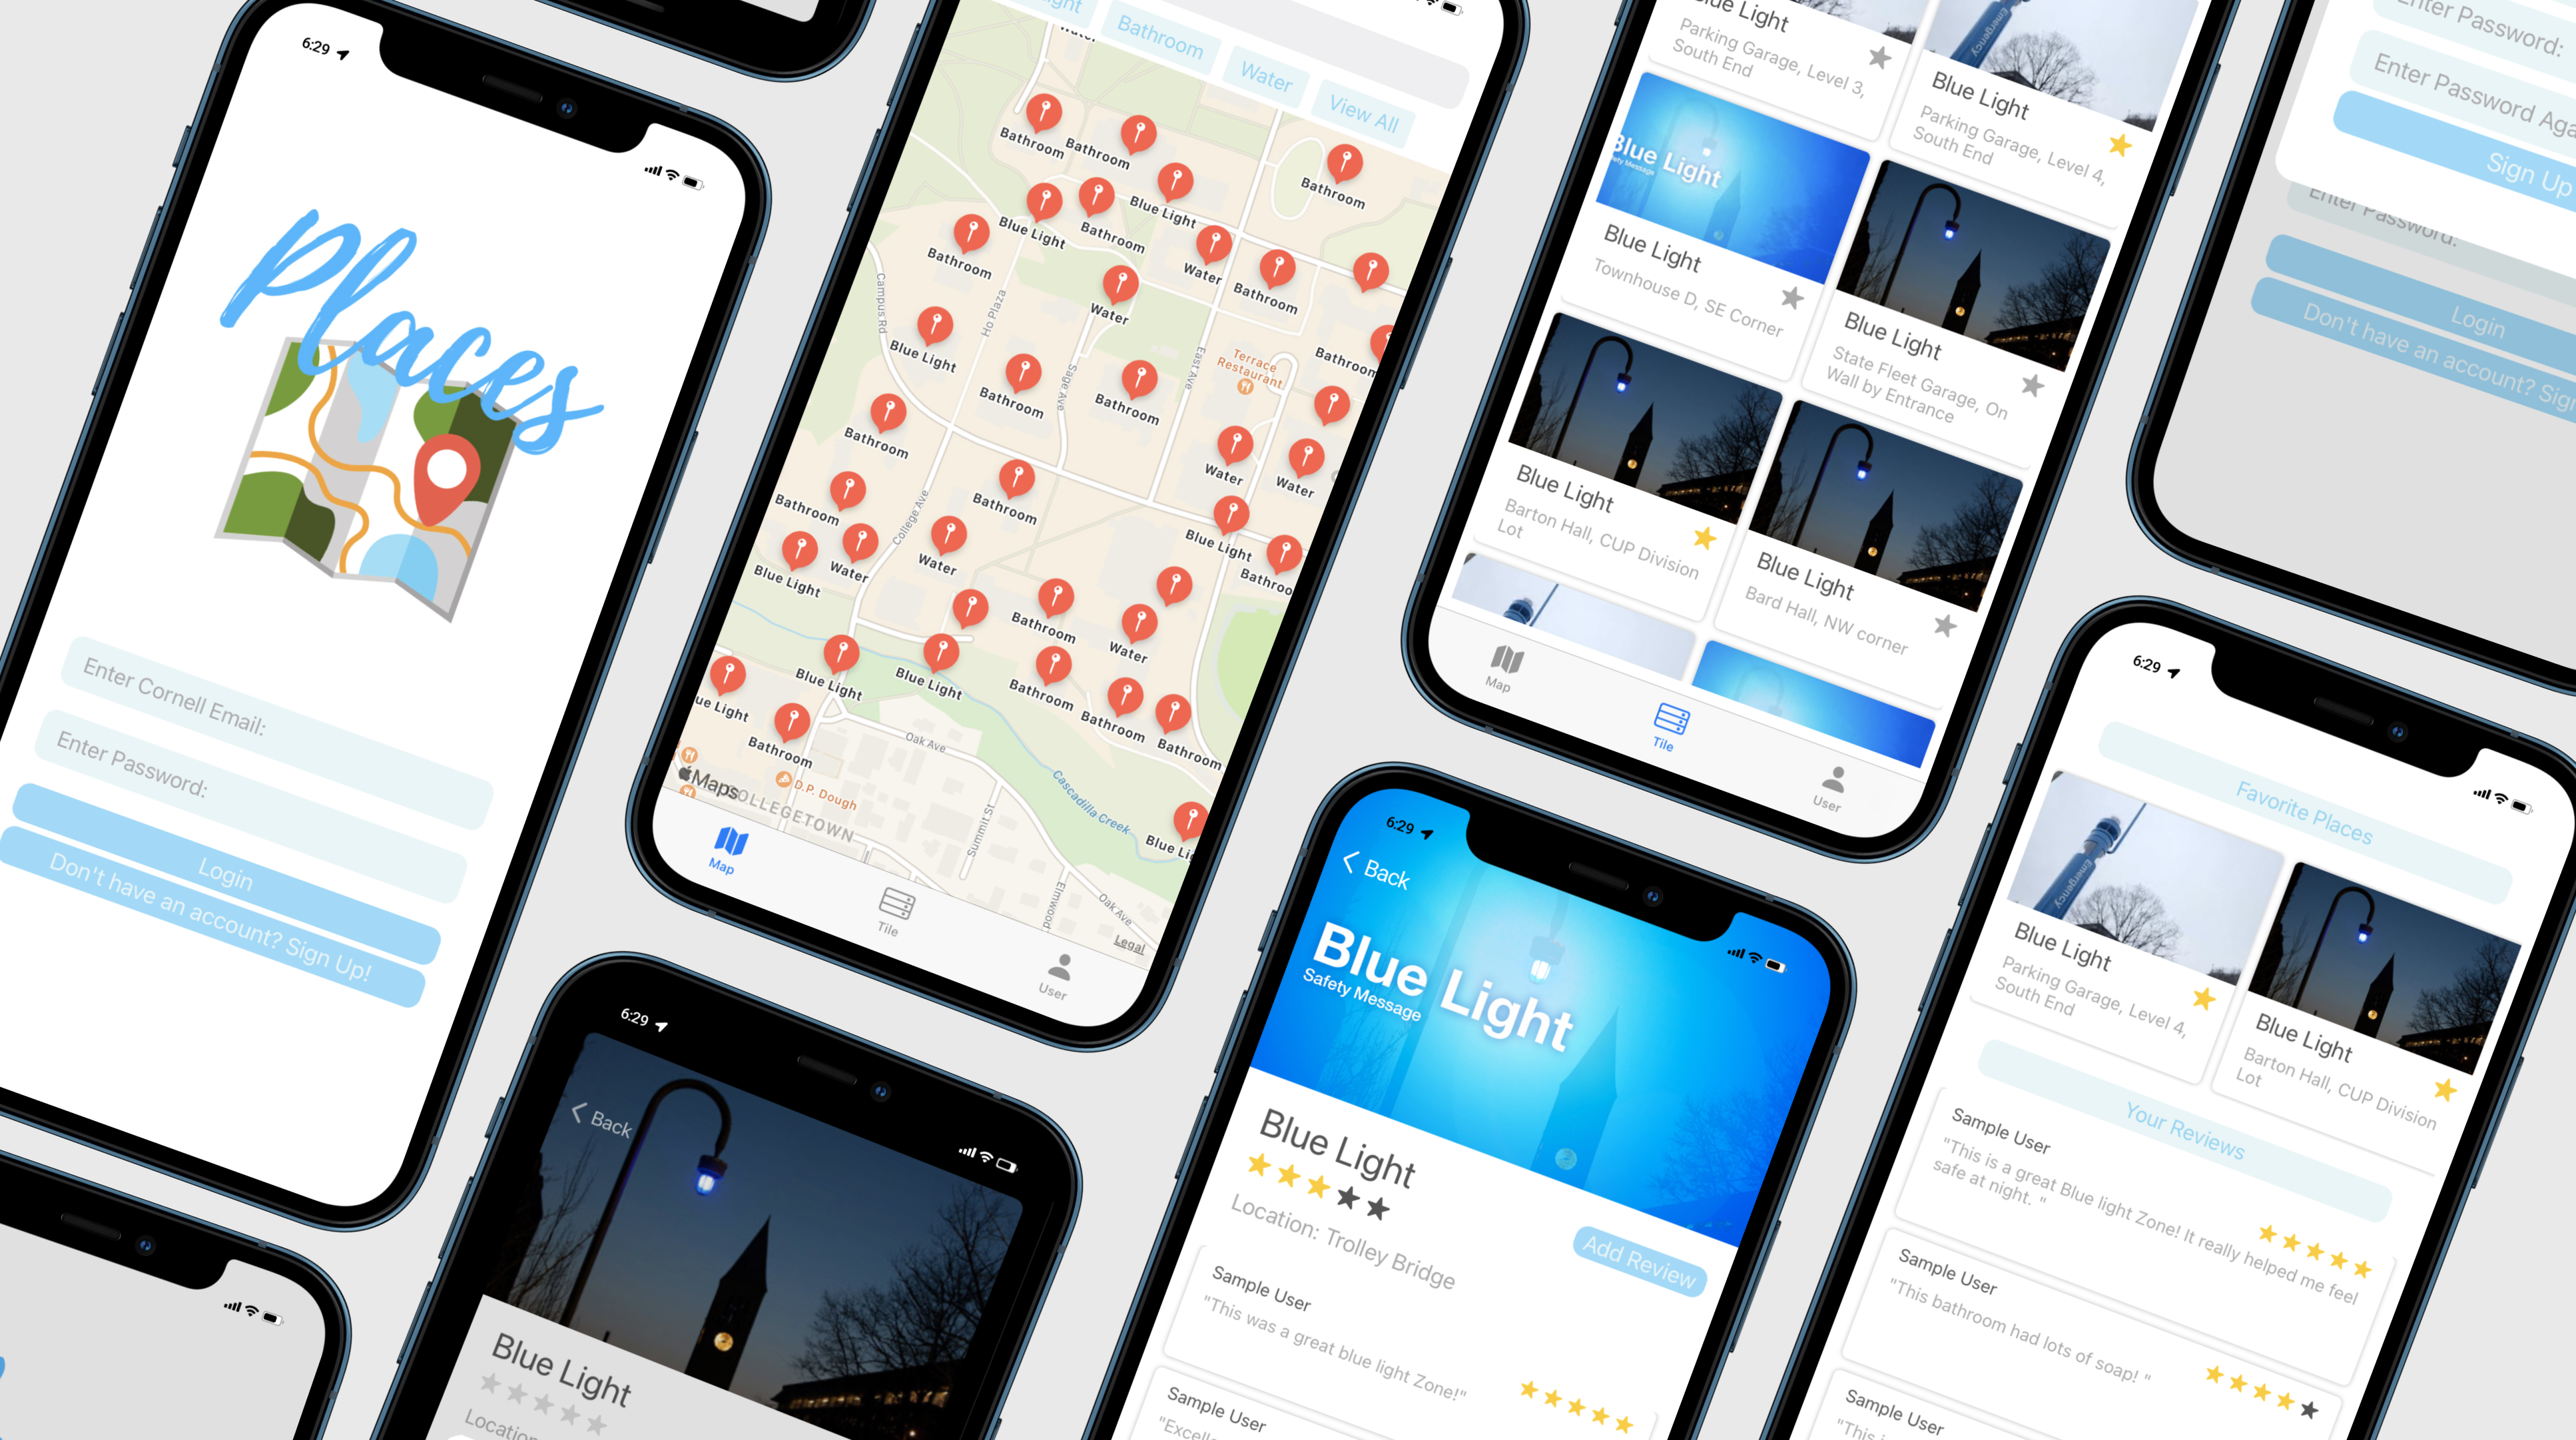 6:29
Places
Enter Cornell Email:
Enter Password:
Login
Don't have an account? Sign Up!
Bathroom
Water
View All
Bathroom
Bathroom
Bathroom
Blue Light
Blue Light
Bathroom
Bathroom
Water
Bathroom
Water
Bathroom
Campus Rd
Ho Plaza
East Ave
Sage Ave
Terrace
Restaurant
Blue Light
Bathroom
Bathroom
Bathroom
Water
Water
Bathroom
Bathroom
College Ave
Blue Light
Bathroom
Blue Light
Water
Water
Bathroom
Water
Blue Light
Blue Light
Bathroom
Bathroom
Bathroom
Bathroom
Oak Ave
Cascadilla Creek
D.P. Dough
Maps
COLLEGETOWN
Summit St
Elmwood
Oak Ave
Legal
Map
Tile
User
Blue Light
Parking Garage, Level 3,
South End
Emergency
Blue Light
Parking Garage, Level 4,
South End
Blue Light
Blue Light
Townhouse D, SE Corner
Blue Light
State Fleet Garage, On
Wall by Entrance
Blue Light
Barton Hall, CUP Division
Lot
Blue Light
Bard Hall, NW corner
Map
Tile
User
Enter Password:
Enter Password Aga
Sign Up
Enter Password:
Login
Don't have an account? Sign
6:29
Back
Blue Light
Location
6:29
Back
Blue Light
Safety Message
Blue Light
Location: Trolley Bridge
Add Review
Sample User
"This was a great blue light Zone!"
Sample User
"Excelle
6:29
Favorite Places
Emergency
Blue Light
Parking Garage, Level 4,
South End
Blue Light
Barton Hall, CUP Division
Lot
Your Reviews
Sample User
"This is a great Blue light Zone! It really helped me feel
safe at night. "
Sample User
"This bathroom had lots of soap! "
Sample User
"This i